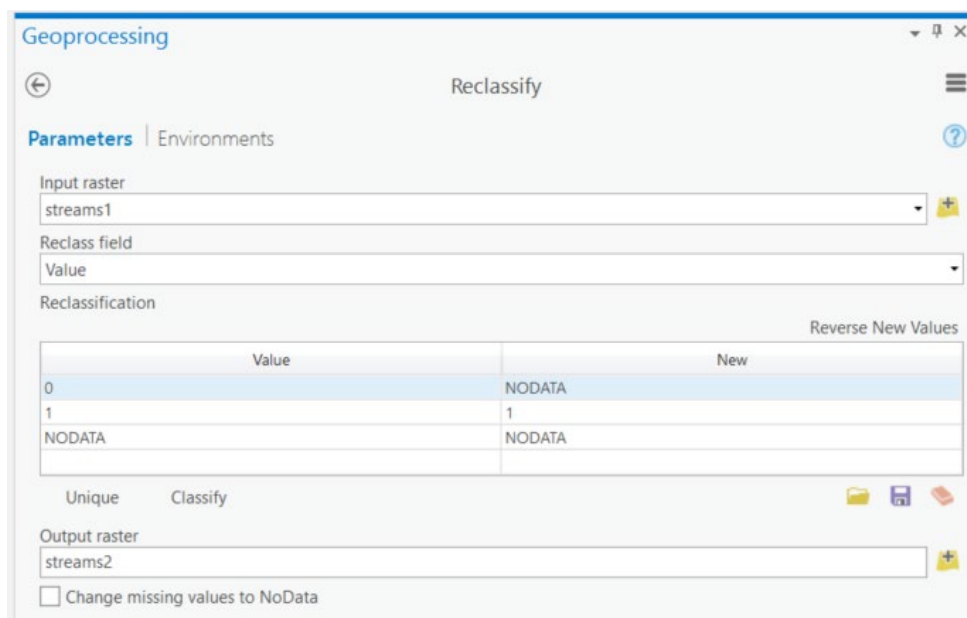 Geoprocessing
Reclassify
Parameters | Environments
Input raster
streams1
Reclass field
Value
Reclassification
Reverse New Values
Value New
0 NODATA
1 1
NODATA NODATA
Unique Classify
Output raster
streams2
Change missing values to NoData